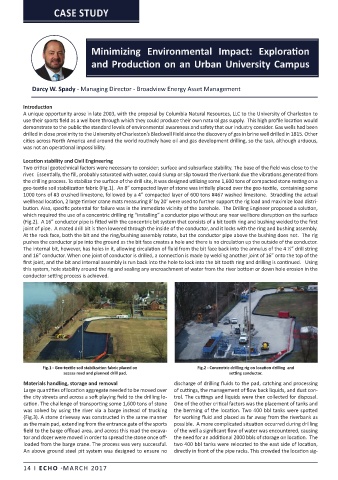 CASE STUDY
Minimizing Environmental Impact: Exploration
and Production on an Urban University Campus
Darcy W. Spady - Managing Director - Broadview Energy Asset Management
Introduction
A unique opportunity arose in late 2003, with the proposal by Columbia Natural Resources, LLC to the University of Charleston to
use their sports field as a wellbore through which they could produce their own natural gas supply. This high profile location would
demonstrate to the public the standard levels of environmental awareness and safety that our industry consider. Gas wells had been
drilled in close proximity to the University of Charleston's Blackwell Field since the discovery of gas in brine well drilled in 1815. Other
cities across North America and around the world routinely have oil and gas development drilling, so the task, although arduous,
was not an operational impossibility.
Location stability and Civil Engineering
Two critical geotechnical factors were necessary to consider: surface and subsurface stability. The base of the field was close to the
river. Essentially, the fill, probably saturated with water, could slump or slip toward the riverbank due the vibrations generated from
the drilling process. To stabilise the surface of the drill site, it was designed utilising some 1,600 tons of compacted stone resting on a
geo-textile soil stabilization fabric (Fig.1). An 8" compacted layer of stone was initially placed over the geo-textile, containing some
1000 tons of #3 crushed limestone, followed by a 4" compacted layer of 600 tons ##67 washed limestone. Straddling the actual
wellhead location, 2 large timber crane mats measuring 8' by 20' were used to further support the rig load and maximize load distri-
bution. Also, specific potential for failure was in the immediate vicinity of the borehole. The Drilling Engineer proposed a solution,
which required the use of a concentric drilling rig "installing" a conductor pipe without any near wellbore disruption on the surface
(Fig 2). A 16" conductor pipe is fitted with the concentric bit system that consists of a bit tooth ring and bushing welded to the first
joint of pipe. A mated drill bit is then lowered through the inside of the conductor, and it locks with the ring and bushing assembly.
At the rock face, both the bit and the ring/bushing assembly rotate, but the conductor pipe above the bushing does not. The rig
pushes the conductor pipe into the ground as the bit face creates a hole and there is no circulation up the outside of the conductor.
The internal bit, however, has holes in it, allowing circulation of fluid from the bit face back into the annulus of the 4 ½" drill string
and 16" conductor. When one joint of conductor is drilled, a connection is made by welding another joint of 16" onto the top of the
first joint, and the bit and internal assembly is run back into the hole to lock into the bit tooth ring and drilling is continued. Using
this system, hole stability around the rig and sealing any encroachment of water from the river bottom or down hole erosion in the
conductor setting process is achieved.
Fig.1 - Geo-textile soil stabilisation fabric placed on
access road and planned drill pad.
Fig.2 - Concentric drilling rig on location drilling and
setting conductor.
Materials handling, storage and removal
Large quantities of location aggregate needed to be moved over
the city streets and across a soft playing field to the drilling lo-
cation. The challenge of transporting some 1,600 tons of stone
was solved by using the river via a barge instead of trucking
(Fig.3). A stone driveway was constructed in the same manner
as the main pad, extending from the entrance gate of the sports
field to the barge offload area, and across this road the excava-
tor and dozer were moved in order to spread the stone once off-
loaded from the barge crane. The process was very successful.
An above ground steel pit system was designed to ensure no
discharge of drilling fluids to the pad, catching and processing
of cuttings, the management of flow back liquids, and dust con-
trol. The cuttings and liquids were then collected for disposal.
One of the other critical factors was the placement of tanks and
the berming of the location. Two 400 bbl tanks were spotted
for working fluid and placed as far away from the riverbank as
possible. A more complicated situation occurred during drilling
of the well a significant flow of water was encountered, causing
the need for an additional 2000 bbls of storage on location. The
two 400 bbl tanks were relocated to the east side of location,
directly in front of the pipe racks. This crowded the location sig-
14 I ECHO -MARCH 2017